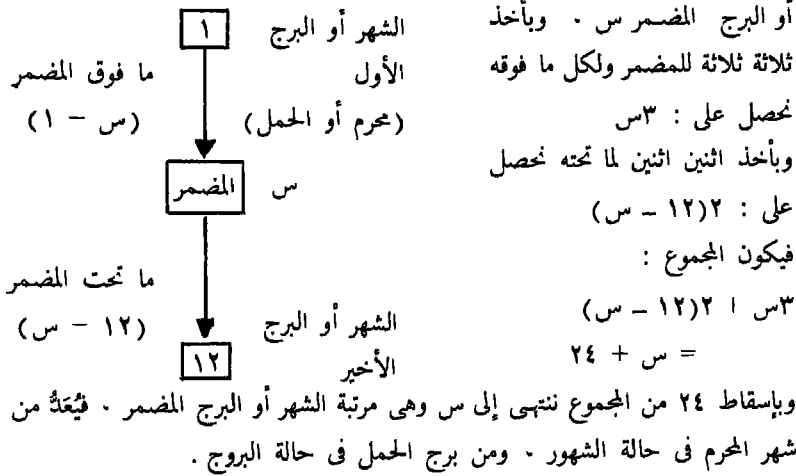 أو البرج المضـمر س . وبأخذ
ثلاثة ثلاثة للمضمر ولكل ما فوقه
نحصل على : ٣س
وبأخذ اثنين اثنين لما تحته نحصل
على : ٢(١٢ – س)
فيكون المجموع :
٣س ا ٢(١٢ – س)
= س + ٢٤
١
الشهر أو البرج
الأول
(محرم أو الحمل)
ما فوق المضمر
(س – ١)
المضمر
س
ما تحت المضمر
(١٢ – س)
الشهر أو البرج
الأخير
١٢
وبإسقاط ٢٤ من المجموع ننتهى إلى س وهى مرتبة الشهر أو البرج المضمر . فيُعَدُّ من
شهر المحرم فى حالة الشهور . ومن برج الحمل فى حالة البروج .